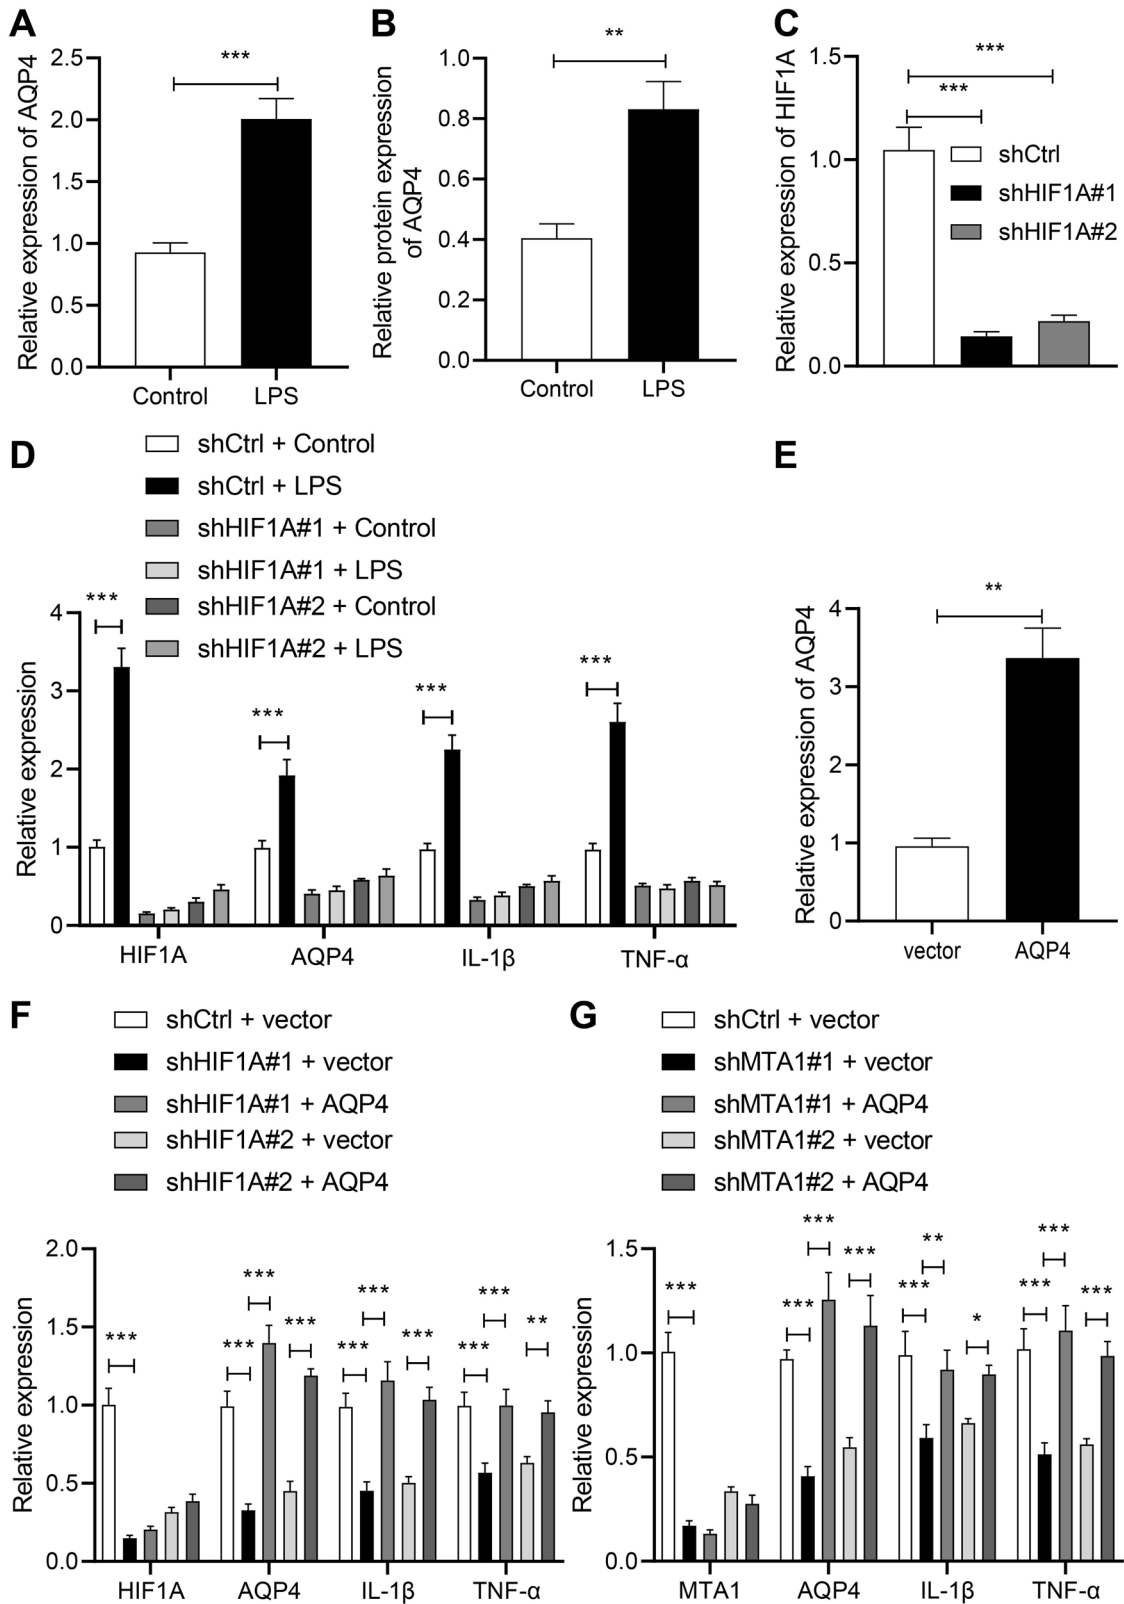 A
Relative expression of AQP4
2.5
2.0
1.5
1.0
0.5
0.0
***
Control
LPS
B
Relative protein expression
of AQP4
1.0
0.8
0.6
0.4
0.2
0.0
**
Control
LPS
C
Relative expression of HIF1A
1.5
1.0
0.5
0.0
***
***
shCtrl
shHIF1A#1
shHIF1A#2
D
shCtrl + Control
shCtrl + LPS
shHIF1A#1 + Control
shHIF1A#1 + LPS
shHIF1A#2 + Control
shHIF1A#2 + LPS
Relative expression
4
3
2
1
0
***
***
***
***
HIF1A
AQP4
IL-1β
TNF-α
E
Relative expression of AQP4
4
3
2
1
0
**
vector
AQP4
F
shCtrl + vector
shHIF1A#1 + vector
shHIF1A#1 + AQP4
shHIF1A#2 + vector
shHIF1A#2 + AQP4
Relative expression
2.0
1.5
1.0
0.5
0.0
***
***
***
***
***
***
***
***
***
**
HIF1A
AQP4
IL-1β
TNF-α
G
shCtrl + vector
shMTA1#1 + vector
shMTA1#1 + AQP4
shMTA1#2 + vector
shMTA1#2 + AQP4
Relative expression
1.5
1.0
0.5
0.0
***
***
***
***
***
**
*
***
***
***
MTA1
AQP4
IL-1β
TNF-α